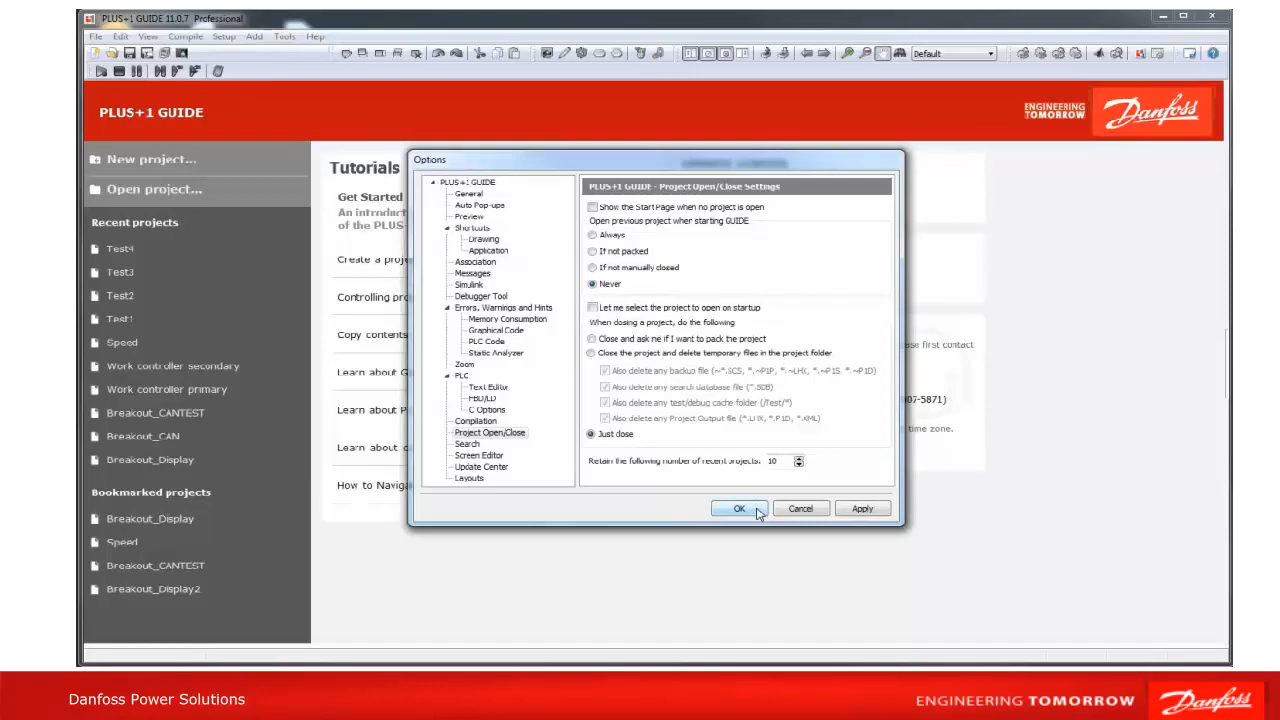 PLUS+1 GUIDE 11.0.7 Professional
File Edit View Compile Setup Add Tools Help
Default
PLUS+1 GUIDE
ENGINEERING TOMORROW
Danfoss
New project...
Open project...
Recent projects
Test4
Test3
Test2
Test1
Speed
Work controller secondary
Work controller primary
Breakout_CANTEST
Breakout_CAN
Breakout_Display
Bookmarked projects
Breakout_Display
Speed
Breakout_CANTEST
Breakout_Display2
Tutorials
Get Started
An introduct
of the PLUS
Create a proje
Controlling pro
Copy contents
Learn about G
Learn about P
Learn about
How to Naviga
ase first contact
07-5871)
time zone.
Options
PLUS+1 GUIDE
General
Auto Pop-ups
Preview
Shortcuts
Drawing
Application
Association
Messages
Simulink
Debugger Tool
Errors, Warnings and Hints
Memory Consumption
Graphical Code
PLC Code
Static Analyzer
Zoom
PLC
Text Editor
FBD/LD
C Options
Compilation
Project Open/Close
Search
Screen Editor
Update Center
Layouts
PLUS+1 GUIDE - Project Open/Close Settings
Show the Start Page when no project is open
Open previous project when starting GUIDE
Always
If not packed
If not manually closed
Never
Let me select the project to open on startup
When closing a project, do the following
Close and ask me if I want to pack the project
Close the project and delete temporary files in the project folder
Also delete any backup file (~*.SCS, *.~P1P, *.~LHX, *.~P1S, *.~P1D)
Also delete any search database file (*.SDB)
Also delete any test/debug cache folder (/Test/*)
Also delete any Project Output file (*.LHX, *.P1D, *.XML)
Just close
Retain the following number of recent projects: 10
OK Cancel Apply
Danfoss Power Solutions
ENGINEERING TOMORROW
Danfoss